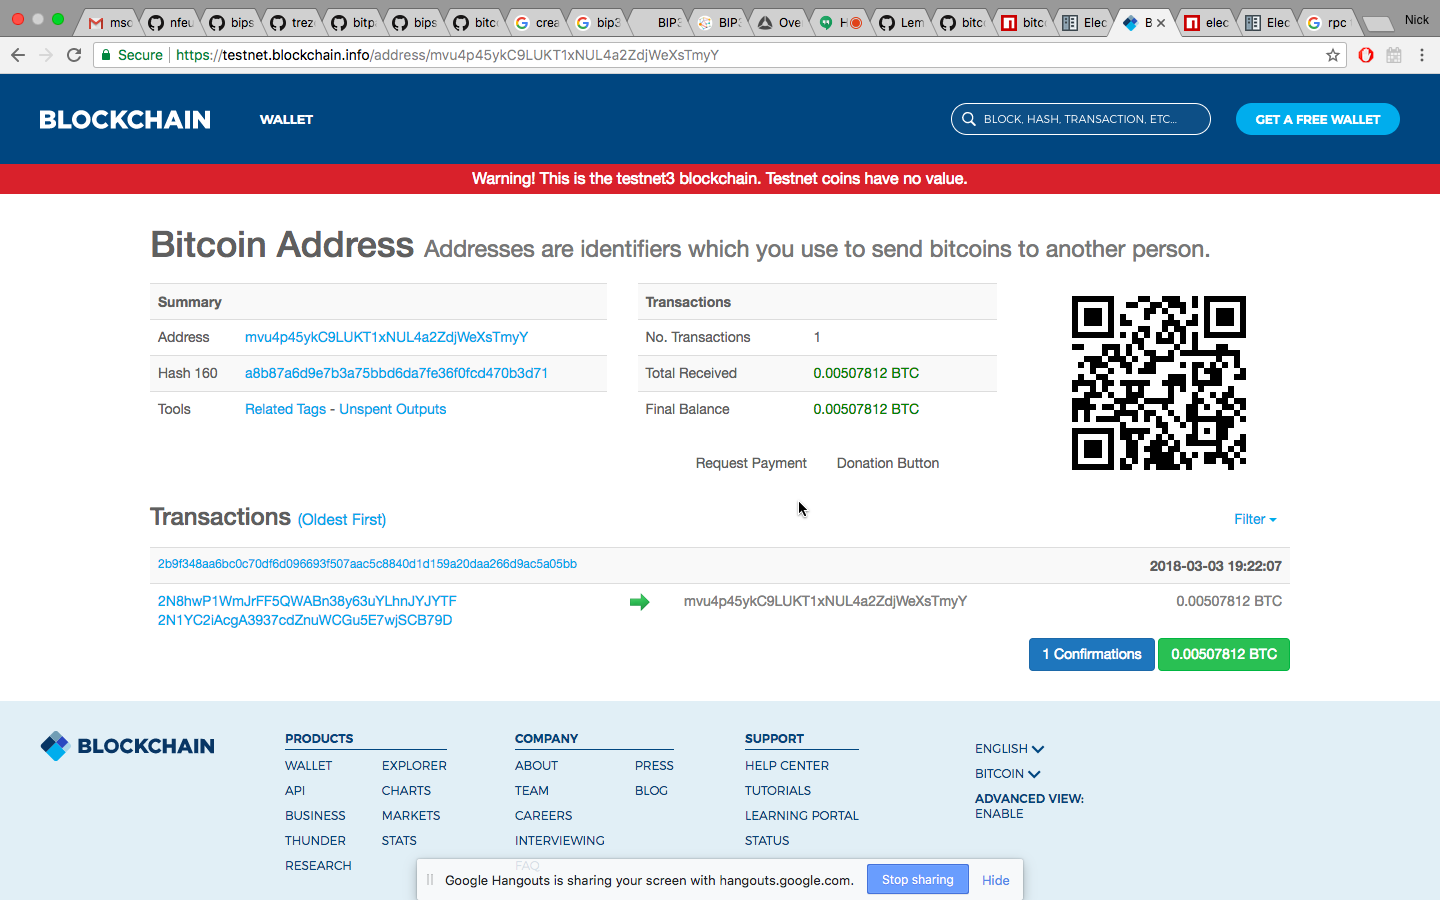 msc nfeu bips trez bitp bips bitc crea bip3 BIP3 BIP3 Ove H Lem bitc bitc Elec B elec Elec rpc Nick
Secure https://testnet.blockchain.info/address/mvu4p45ykC9LUKT1xNUL4a2ZdjWeXsTmyY
BLOCKCHAIN WALLET BLOCK, HASH, TRANSACTION, ETC... GET A FREE WALLET
Warning! This is the testnet3 blockchain. Testnet coins have no value.
Bitcoin Address Addresses are identifiers which you use to send bitcoins to another person.
Summary
Address mvu4p45ykC9LUKT1xNUL4a2ZdjWeXsTmyY
Hash 160 a8b87a6d9e7b3a75bbd6da7fe36f0fcd470b3d71
Tools Related Tags - Unspent Outputs
Transactions
No. Transactions 1
Total Received 0.00507812 BTC
Final Balance 0.00507812 BTC
Request Payment Donation Button
Transactions (Oldest First) Filter
2b9f348aa6bc0c70df6d096693f507aac5c8840d1d159a20daa266d9ac5a05bb 2018-03-03 19:22:07
2N8hwP1WmJrFF5QWABn38y63uYLhnJYJYTF mvu4p45ykC9LUKT1xNUL4a2ZdjWeXsTmyY 0.00507812 BTC
2N1YC2iAcgA3937cdZnuWCGu5E7wjSCB79D
1 Confirmations 0.00507812 BTC
BLOCKCHAIN
PRODUCTS
WALLET EXPLORER
API CHARTS
BUSINESS MARKETS
THUNDER STATS
RESEARCH
COMPANY
ABOUT PRESS
TEAM BLOG
CAREERS
INTERVIEWING
FAQ
SUPPORT
HELP CENTER
TUTORIALS
LEARNING PORTAL
STATUS
ENGLISH
BITCOIN
ADVANCED VIEW:
ENABLE
Google Hangouts is sharing your screen with hangouts.google.com. Stop sharing Hide